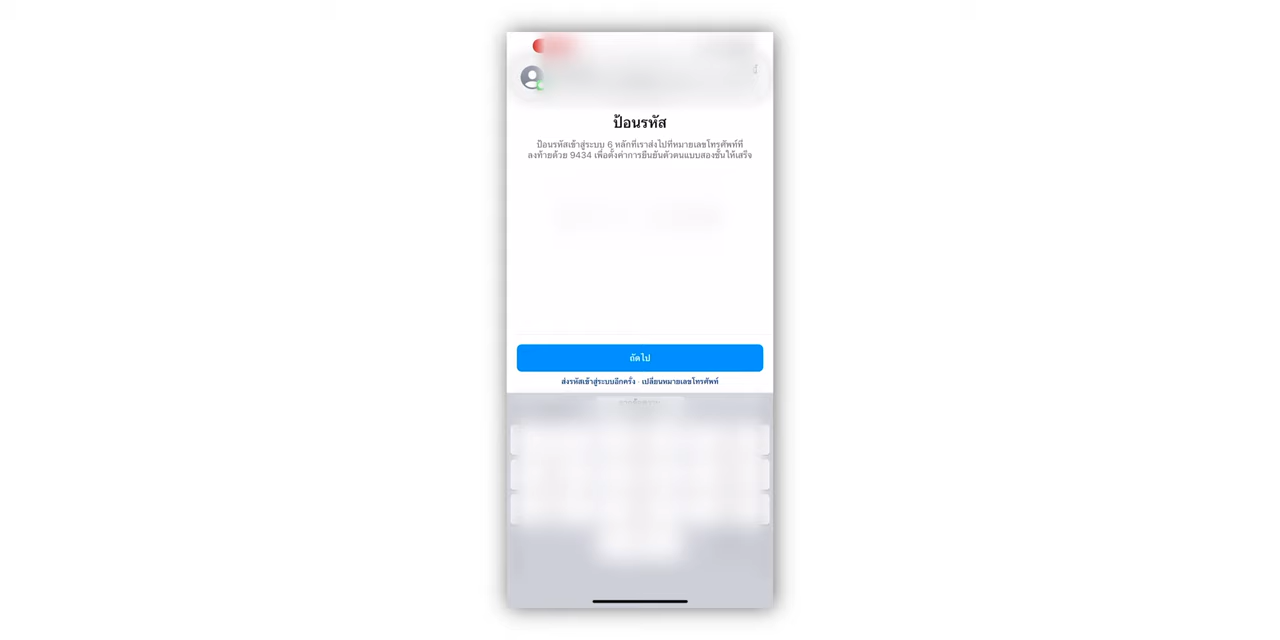 ป้อนรหัส
ป้อนรหัสเข้าสู่ระบบ 6 หลักที่เราส่งไปที่หมายเลขโทรศัพท์ที่
ลงท้ายด้วย 9434 เพื่อตั้งค่าการยืนยันตัวตนแบบสองชั้นให้เสร็จ
ถัดไป
ส่งรหัสเข้าสู่ระบบอีกครั้ง · เปลี่ยนหมายเลขโทรศัพท์